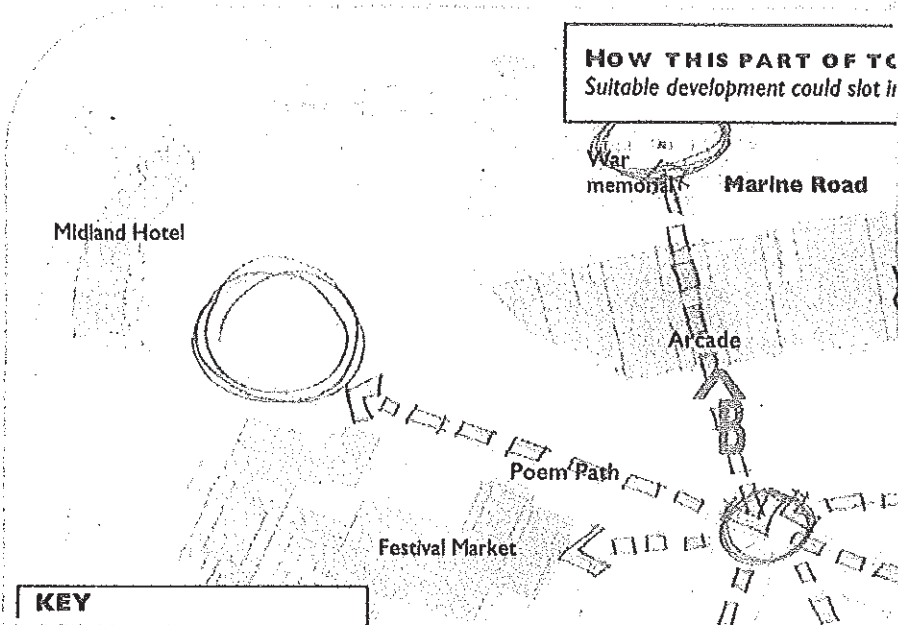 HOW THIS PART OF TO
Suitable development could slot in
War
memorial
Marine Road
Midland Hotel
Arcade
B
Poem Path
Festival Market
KEY